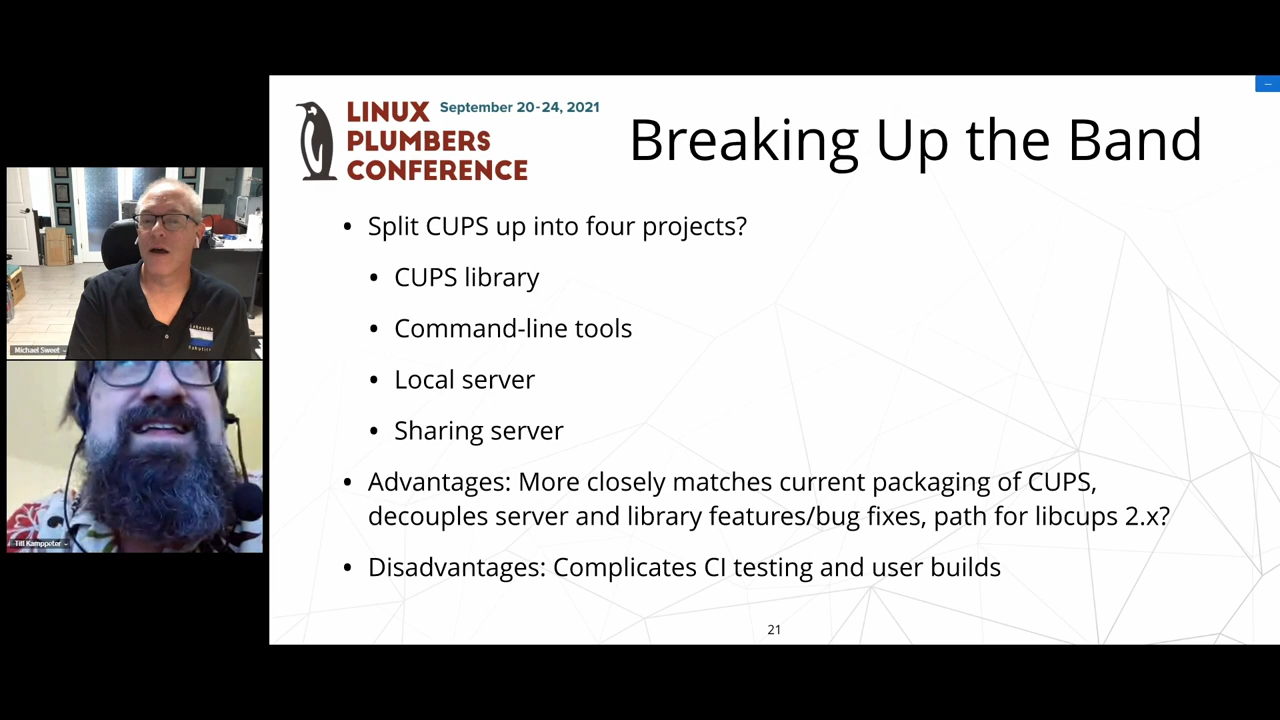 LINUX September 20-24, 2021
PLUMBERS
CONFERENCE
Breaking Up the Band
• Split CUPS up into four projects?
• CUPS library
• Command-line tools
• Local server
• Sharing server
• Advantages: More closely matches current packaging of CUPS,
decouples server and library features/bug fixes, path for libcups 2.x?
• Disadvantages: Complicates CI testing and user builds
21
Michael Sweet
Lakeside
Robotics
Till Kamppeter